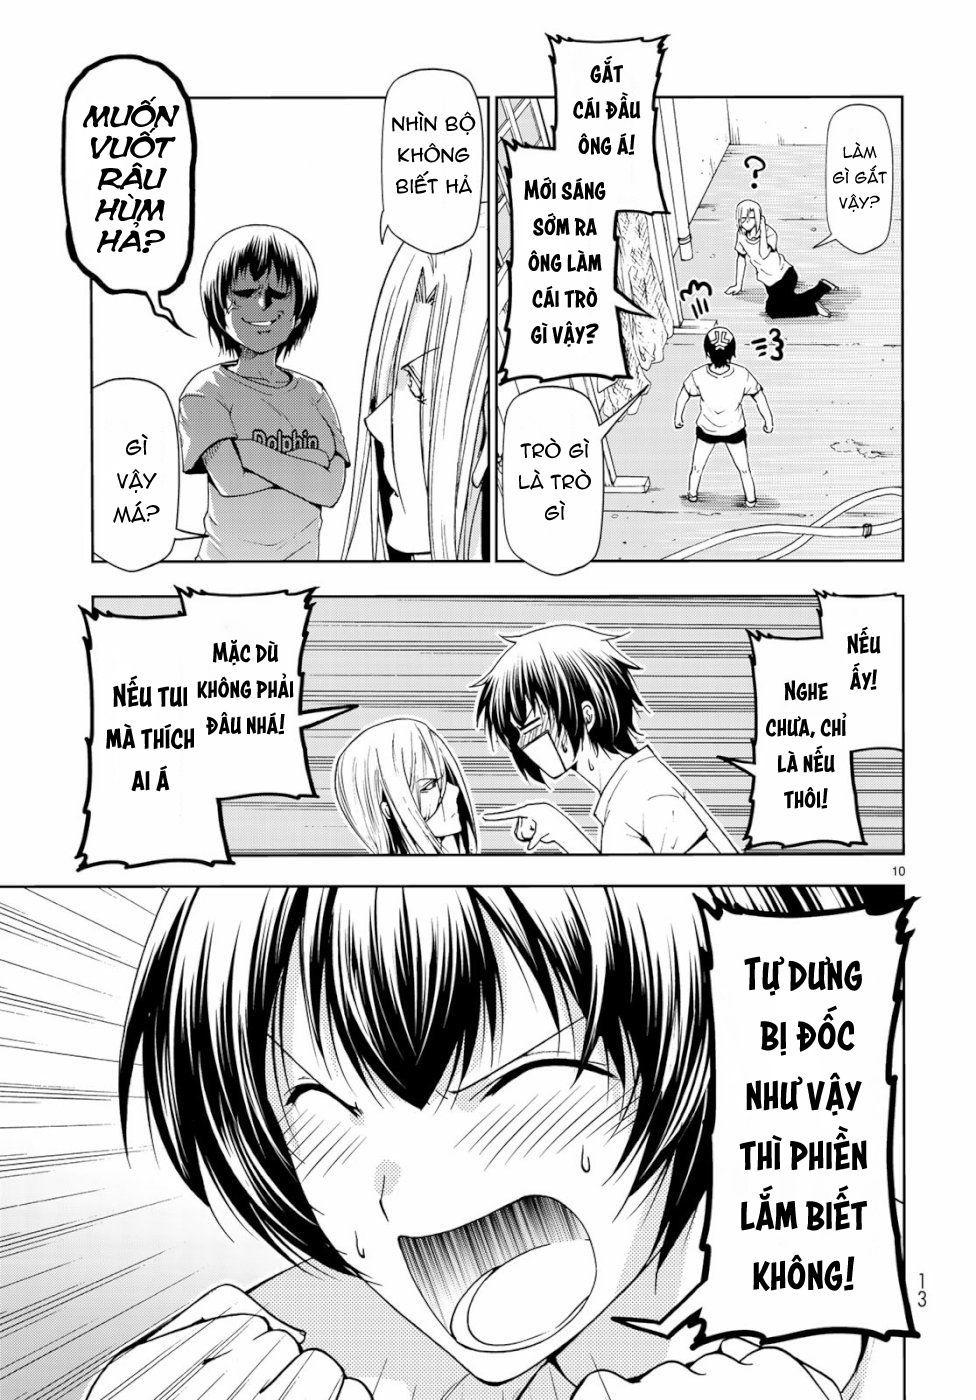 LÀM
GÌ GẮT
VẬY?
?
GẮT
CÁI ĐẦU
ÔNG Á!
MỚI SÁNG
SỚM RA
ÔNG LÀM
CÁI TRÒ
GÌ VẬY?
TRÒ GÌ
LÀ TRÒ
GÌ
NHÌN BỘ
KHÔNG
BIẾT HẢ
MUỐN
VUỐT
RÂU
HÙM
HẢ?
Dolphin
GÌ
VẬY
MÁ?
NẾU
ẤY!
NGHE
CHƯA, CHỈ
LÀ NẾU
THÔI!
MẶC DÙ
KHÔNG PHẢI
ĐÂU NHÁ!
NẾU TUI
MÀ THÍCH
AI Á
10
TỰ DƯNG
BỊ ĐỐC
NHƯ VẬY
THÌ PHIỀN
LẮM BIẾT
KHÔNG!
13